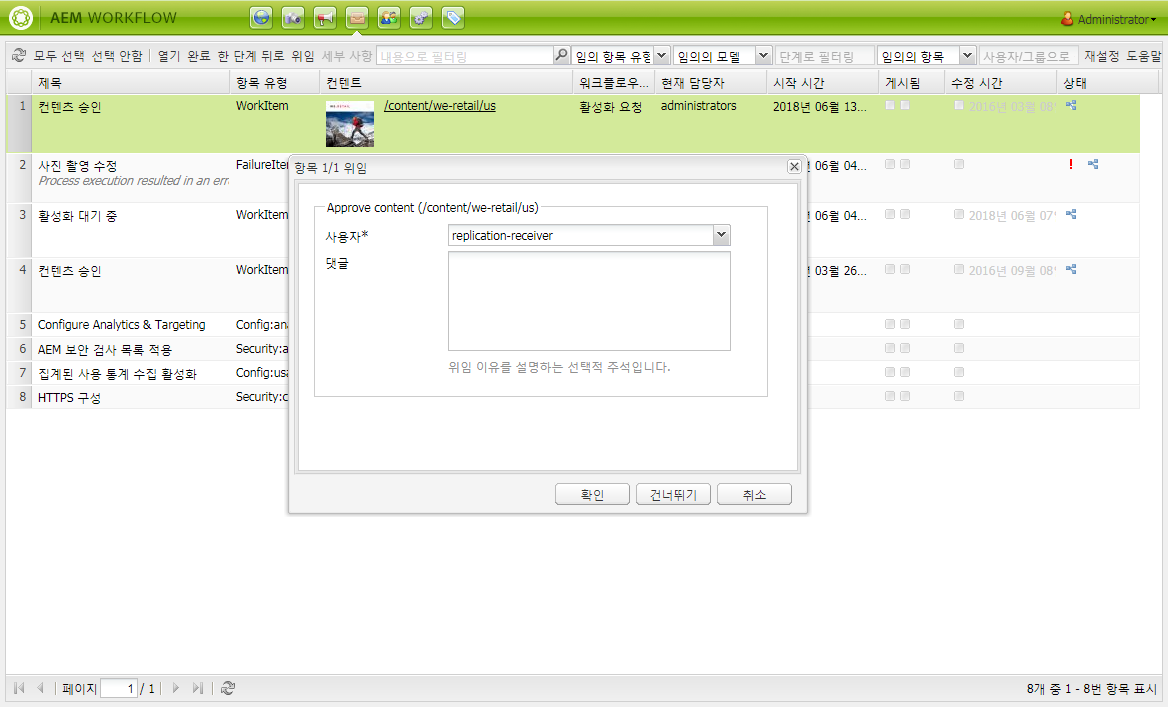 AEM WORKFLOW
Administrator
모두 선택 선택 안함 열기 완료 한 단계 뒤로 위임 세부 사항 내용으로 필터링 임의 항목 유형 임의의 모델 단계로 필터링 임의의 항목 사용자/그룹으로 재설정 도움말
제목 항목 유형 컨텐트 워크플로우... 현재 담당자 시작 시간 게시됨 수정 시간 상태
1 컨텐츠 승인 WorkItem /content/we-retail/us 활성화 요청 administrators 2018년 06월 13... 2016년 03월 08
2 사진 촬영 수정 FailureIte 06월 04...
Process execution resulted in an err
항목 1/1 위임
3 활성화 대기 중 WorkItem 06월 04... 2018년 06월 07
4 컨텐츠 승인 WorkItem 03월 26... 2016년 09월 08
5 Configure Analytics & Targeting Config:ana
6 AEM 보안 검사 목록 적용 Security:a
7 집계된 사용 통계 수집 활성화 Config:usa
8 HTTPS 구성 Security:c
Approve content (/content/we-retail/us)
사용자*
replication-receiver
댓글
위임 이유를 설명하는 선택적 주석입니다.
확인 건너뛰기 취소
페이지 1 / 1
8개 중 1 - 8번 항목 표시